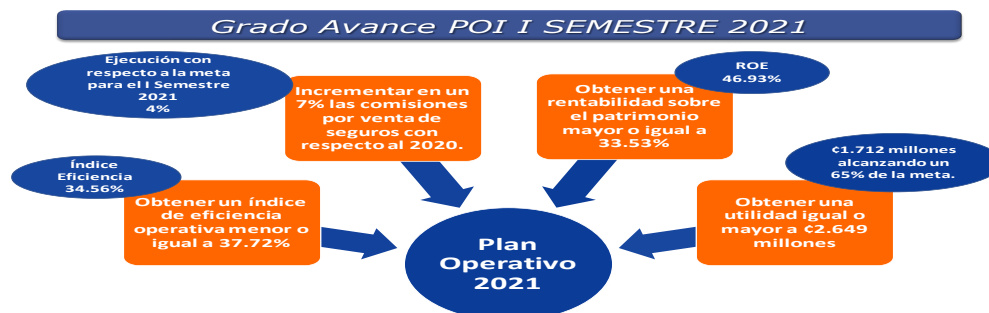 Grado Avance POI I SEMESTRE 2021
Ejecución con
respecto a la meta
para el I Semestre
2021
4%
Incrementar en un
7% las comisiones
por venta de
seguros con
respecto al 2020.
Obtener una
rentabilidad sobre
el patrimonio
mayor o igual a
33.53%
ROE
46.93%
Índice
Eficiencia
34.56%
Obtener un índice
de eficiencia
operativa menor o
igual a 37.72%
¢1.712 millones
alcanzando un
65% de la meta.
Obtener una
utilidad igual o
mayor a ¢2.649
millones
Plan
Operativo
2021